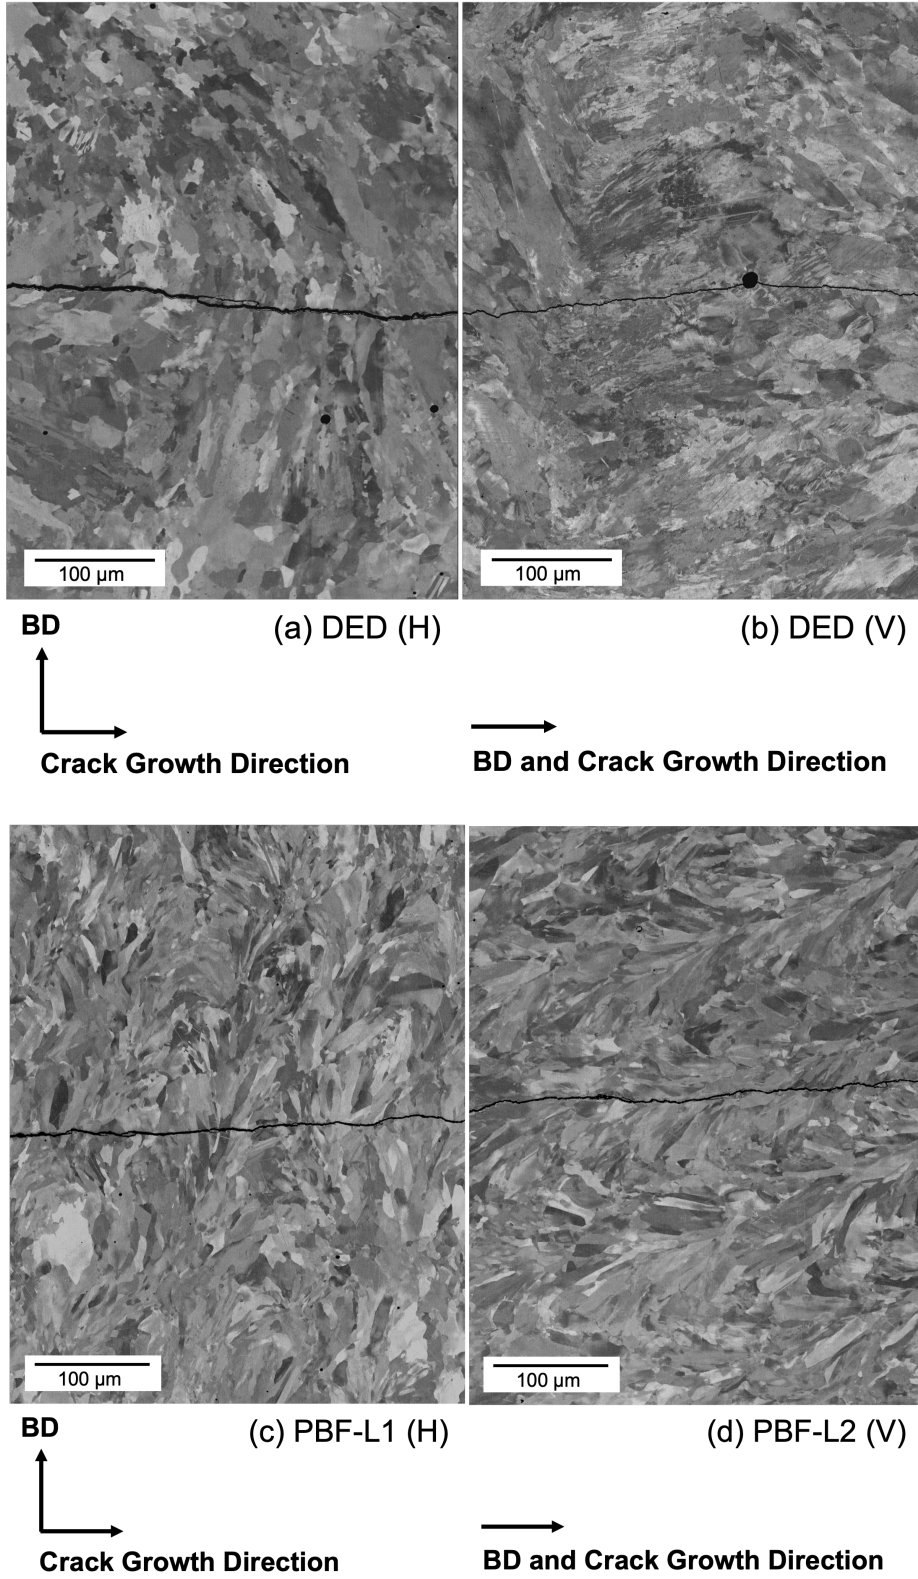 100 µm
100 µm
BD
(a) DED (H)
(b) DED (V)
Crack Growth Direction
BD and Crack Growth Direction
100 µm
100 µm
BD
(c) PBF-L1 (H)
(d) PBF-L2 (V)
Crack Growth Direction
BD and Crack Growth Direction